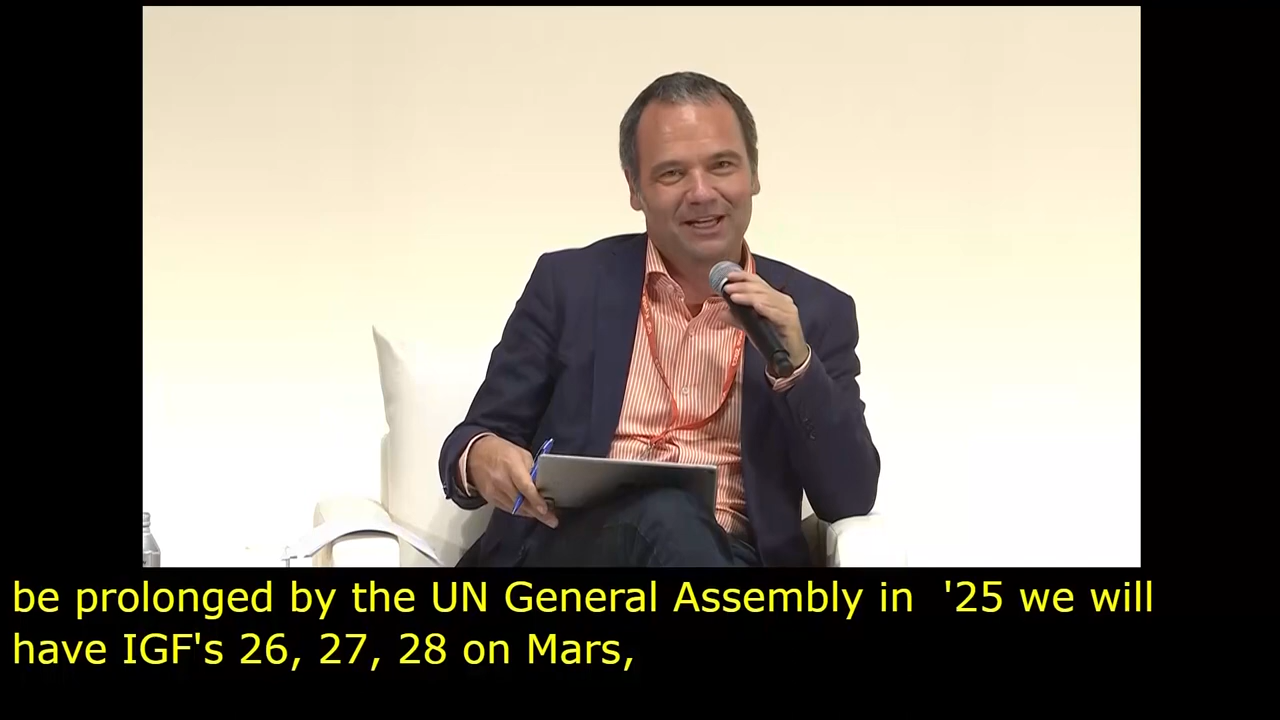 be prolonged by the UN General Assembly in  '25 we will
have IGF's 26, 27, 28 on Mars,